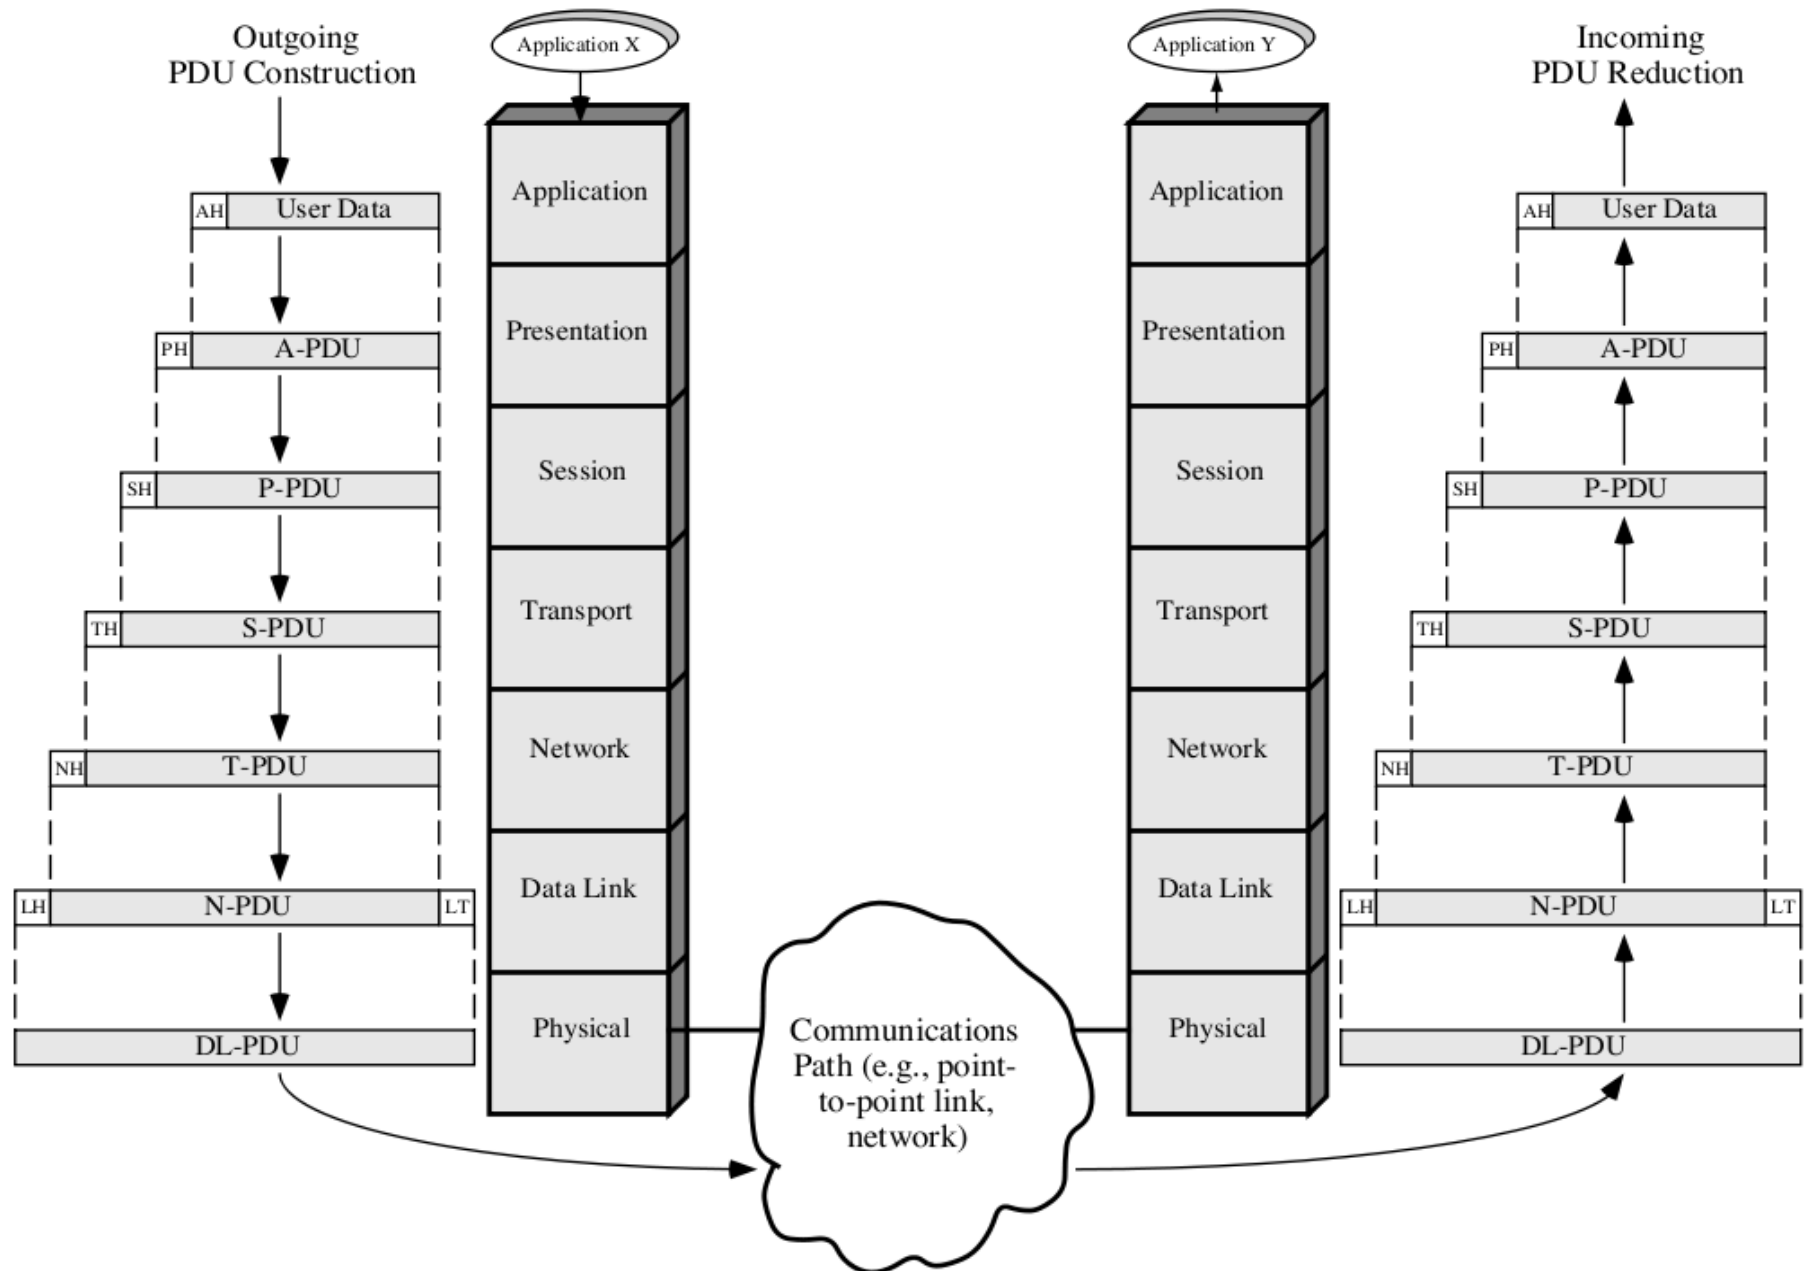 Outgoing
PDU Construction
Application X
Application Y
Incoming
PDU Reduction
AH
User Data
Application
Application
AH
User Data
PH
A-PDU
Presentation
Presentation
PH
A-PDU
SH
P-PDU
Session
Session
SH
P-PDU
TH
S-PDU
Transport
Transport
TH
S-PDU
NH
T-PDU
Network
Network
NH
T-PDU
LH
N-PDU
LT
Data Link
Data Link
LH
N-PDU
LT
DL-PDU
Physical
Communications
Path (e.g., point-
to-point link,
network)
Physical
DL-PDU